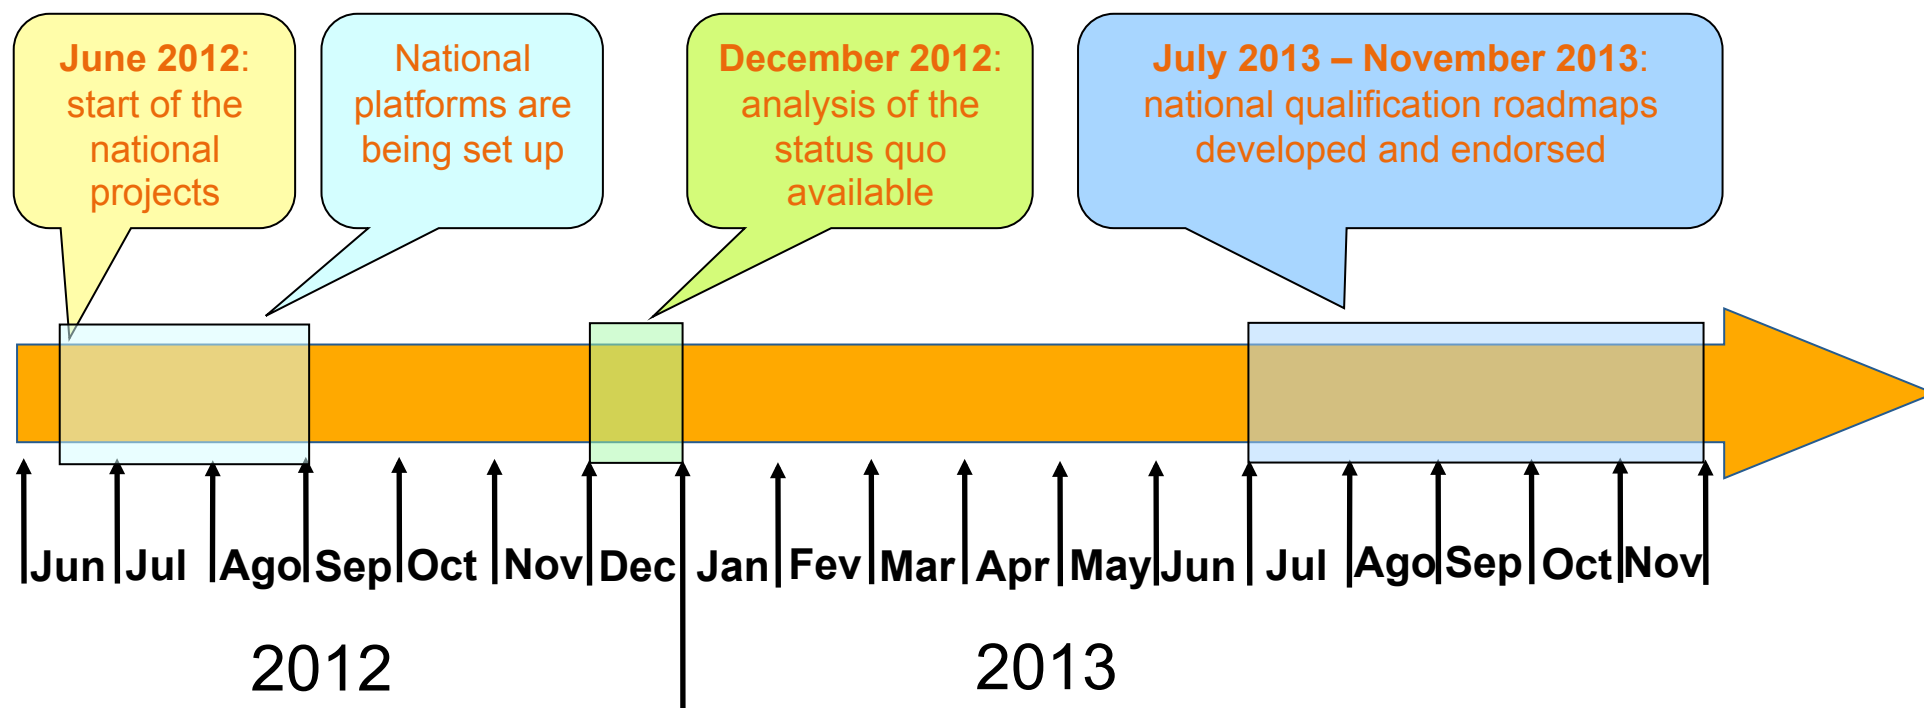 June 2012:
start of the
national
projects
National
platforms are
being set up
December 2012:
analysis of the
status quo
available
July 2013 – November 2013:
national qualification roadmaps
developed and endorsed
Jun Jul Ago Sep Oct Nov Dec Jan Fev Mar Apr May Jun Jul Ago Sep Oct Nov
2012 2013